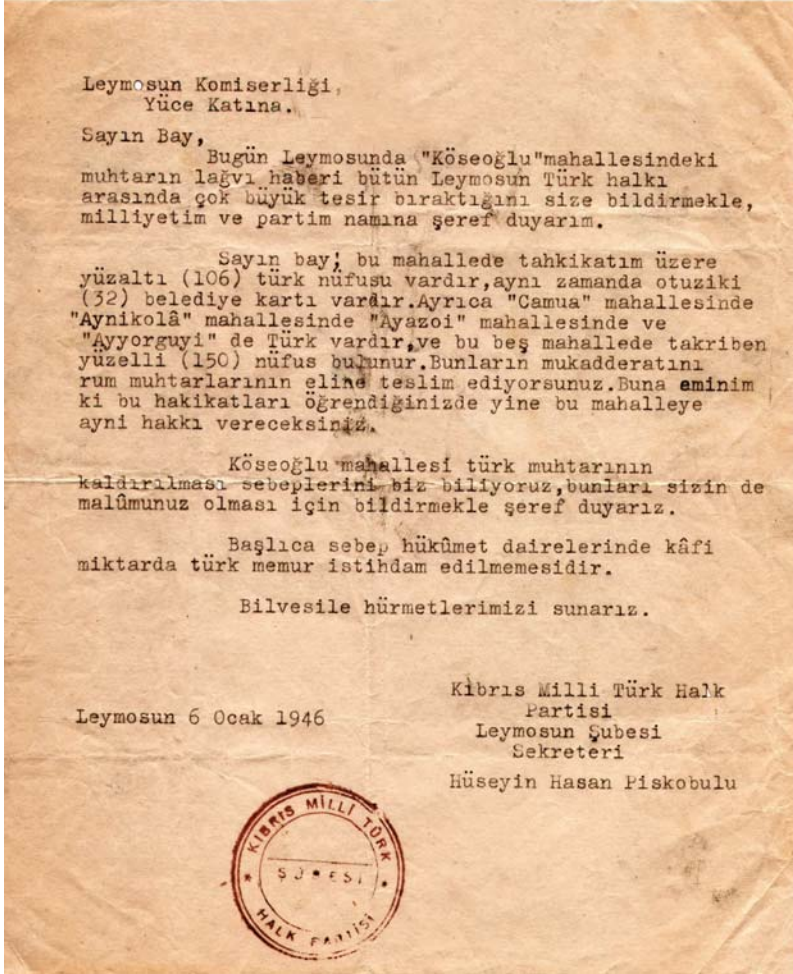 Leymosun Komiserliği,
Yüce Katına.
Sayın Bay,
Bugün Leymosunda "Köseoğlu"mahallesindeki
muhtarın lağvı haberi bütün Leymosun Türk halkı
arasında çok büyük tesir bıraktığını size bildirmekle,
milliyetim ve partim namına şeref duyarım.
Sayın bay; bu mahallede tahkikatım üzere
yüzaltı (106) türk nüfusu vardır,aynı zamanda otuziki
(32) belediye kartı vardır.Ayrıca "Camua" mahallesinde
"Aynikolâ" mahallesinde "Ayazoi" mahallesinde ve
"Ayyorguyi" de Türk vardır,ve bu beş mahallede takriben
yüzelli (150) nüfus bulunur.Bunların mukadderatını
rum muhtarlarının eline teslim ediyorsunuz.Buna eminim
ki bu hakikatları öğrendiğinizde yine bu mahalleye
ayni hakkı vereceksiniz.
Köseoğlu mahallesi türk muhtarının
kaldırılması sebeplerini biz biliyoruz,bunları sizin de
malûmunuz olması için bildirmekle şeref duyarız.
Başlıca sebep hükûmet dairelerinde kâfi
miktarda türk memur istihdam edilmemesidir.
Bilvesile hürmetlerimizi sunarız.
Kıbrıs Milli Türk Halk
Partisi
Leymosun 6 Ocak 1946
Leymosun Şubesi
Sekreteri
Hüseyin Hasan Piskobulu
KIBRIS MİLLİ TÜRK
ŞUBESİ
HALK PARTİSİ